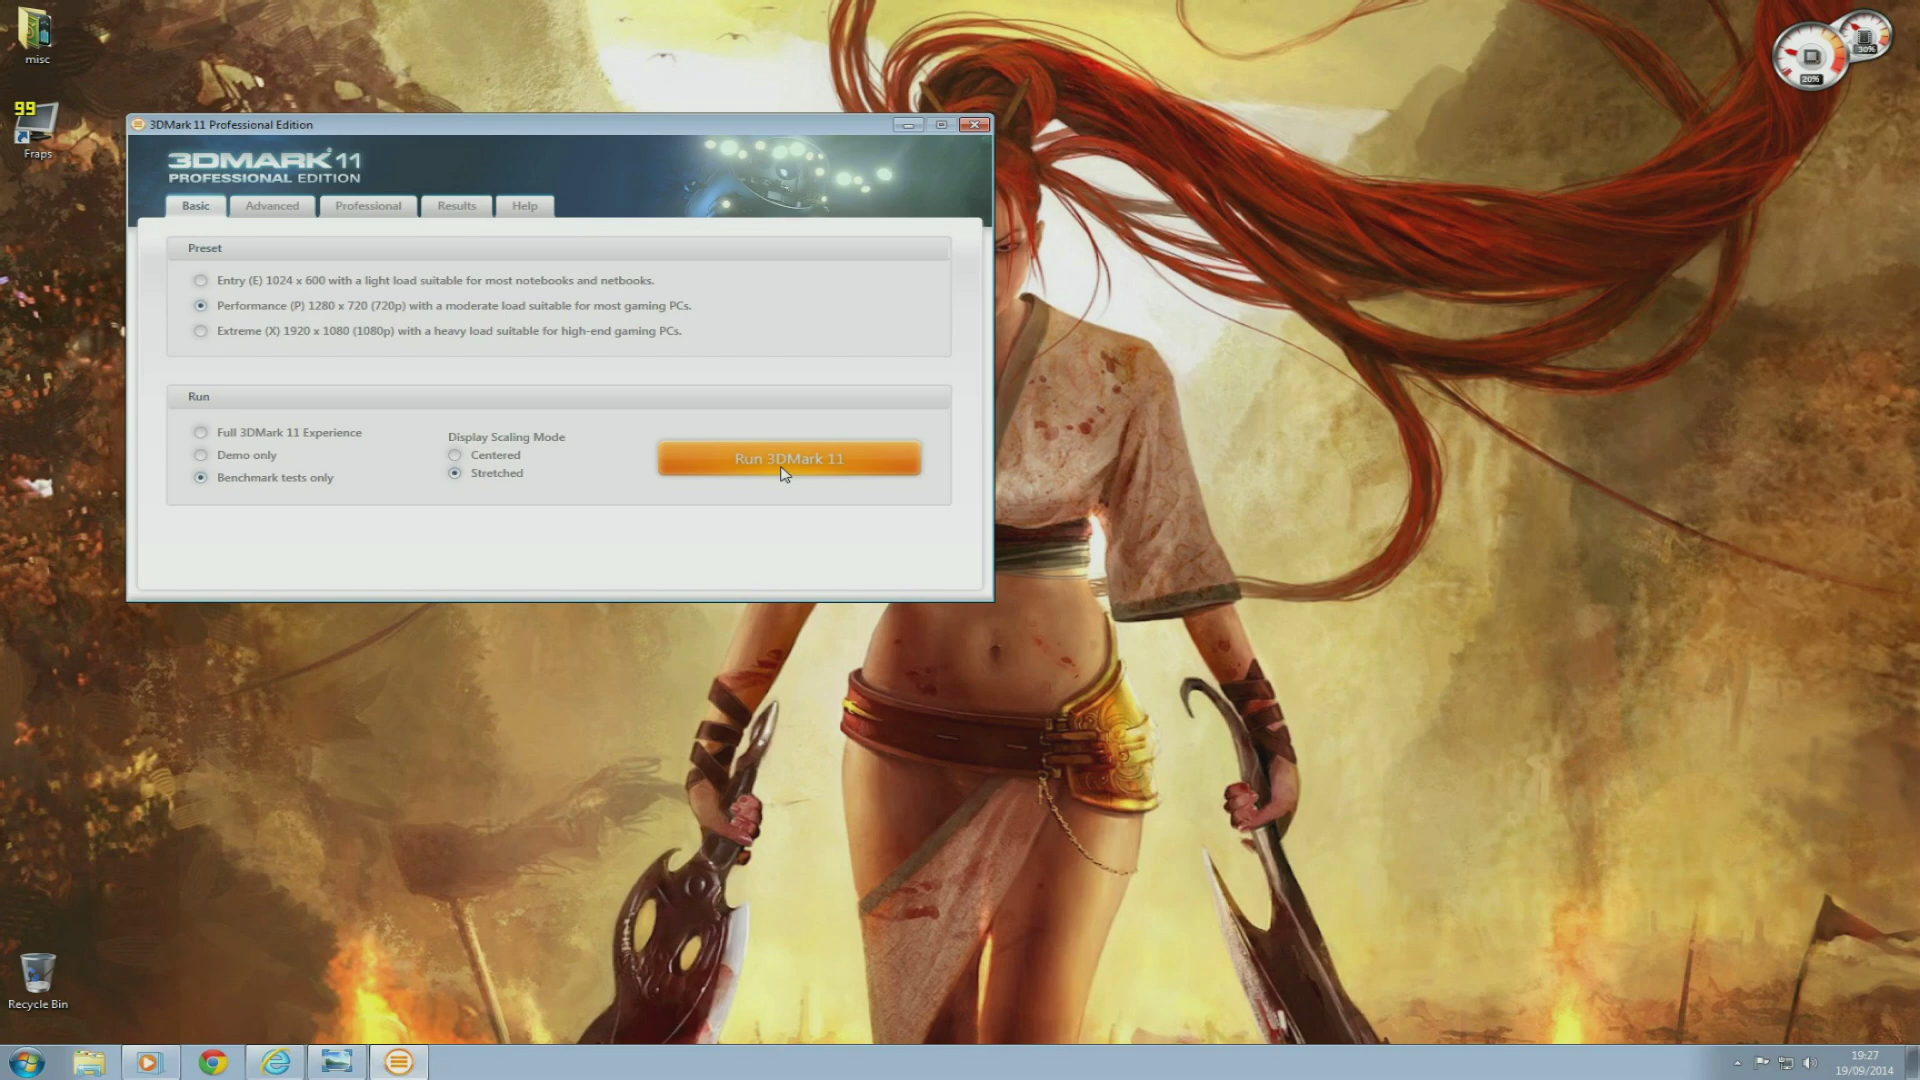 misc
99
Fraps
20%
30%
3DMark 11 Professional Edition
3DMARK® 11
PROFESSIONAL EDITION
Basic
Advanced
Professional
Results
Help
Preset
Entry (E) 1024 x 600 with a light load suitable for most notebooks and netbooks.
Performance (P) 1280 x 720 (720p) with a moderate load suitable for most gaming PCs.
Extreme (X) 1920 x 1080 (1080p) with a heavy load suitable for high-end gaming PCs.
Run
Full 3DMark 11 Experience
Demo only
Benchmark tests only
Display Scaling Mode
Centered
Stretched
Run 3DMark 11
Recycle Bin
19:27
19/09/2014